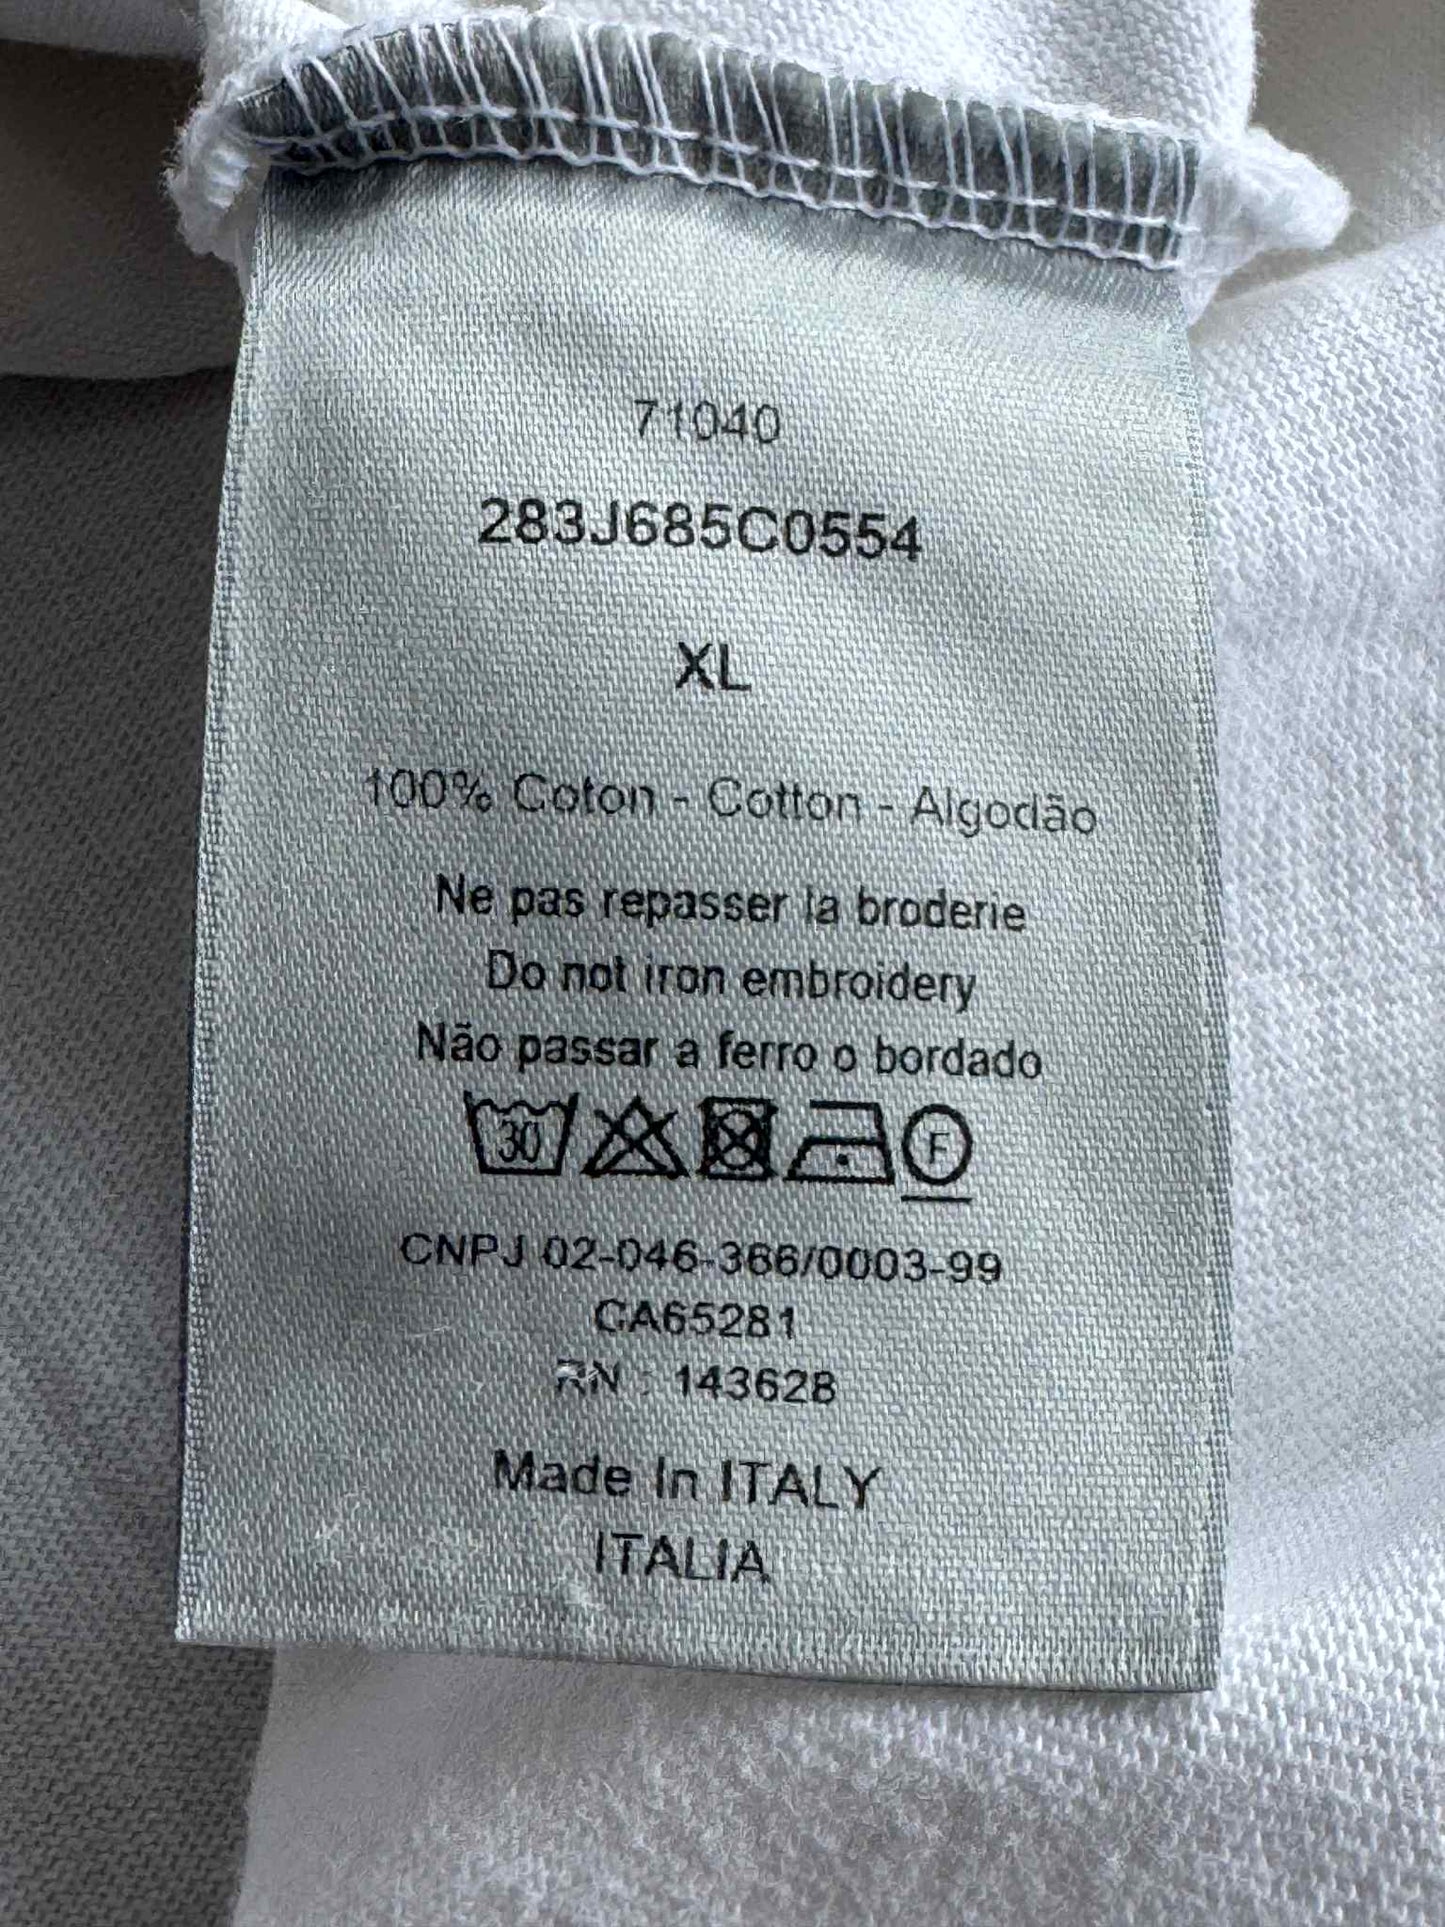 71040
283J685C0554
XL
100% Coton - Cotton - Algodão
Ne pas repasser la broderie
Do not iron embroidery
Não passar a ferro o bordado
30 F
CNPJ 02-046-366/0003-99
CA65281
RN : 143628
Made In ITALY
ITALIA